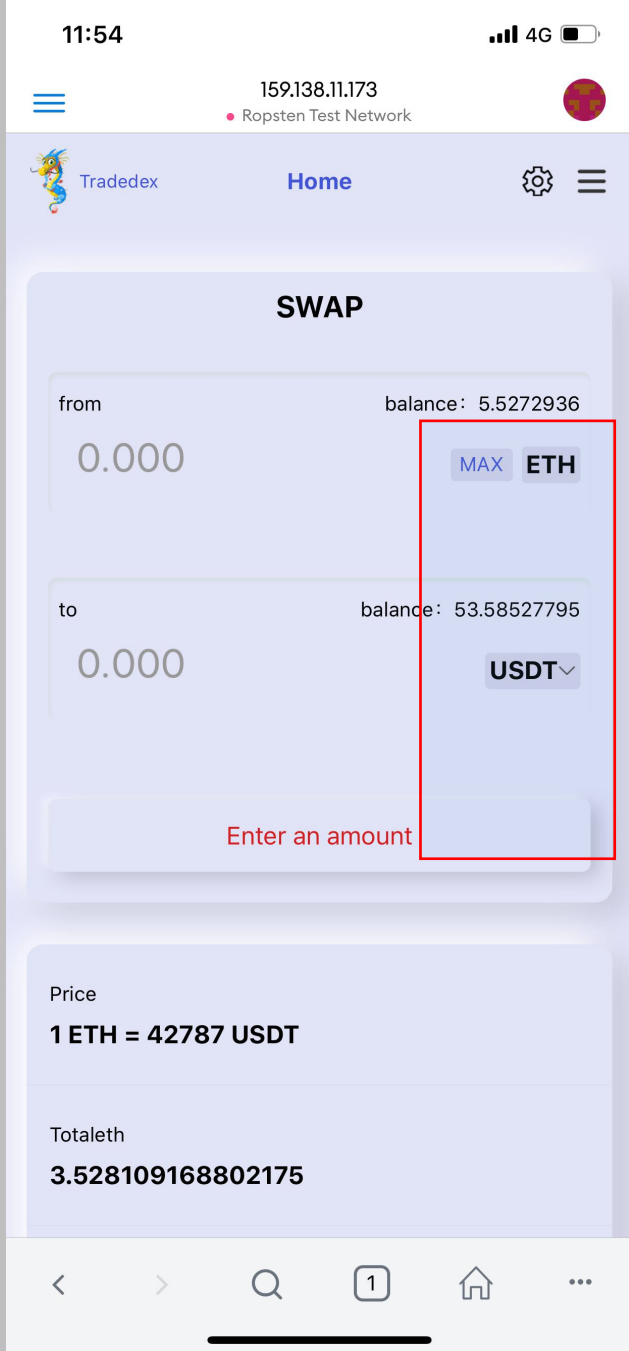 11:54
4G
159.138.11.173
Ropsten Test Network
Tradedex
Home
SWAP
from
balance: 5.5272936
0.000
MAX
ETH
to
balance: 53.58527795
0.000
USDT
Enter an amount
Price
1 ETH = 42787 USDT
Totaleth
3.528109168802175
1